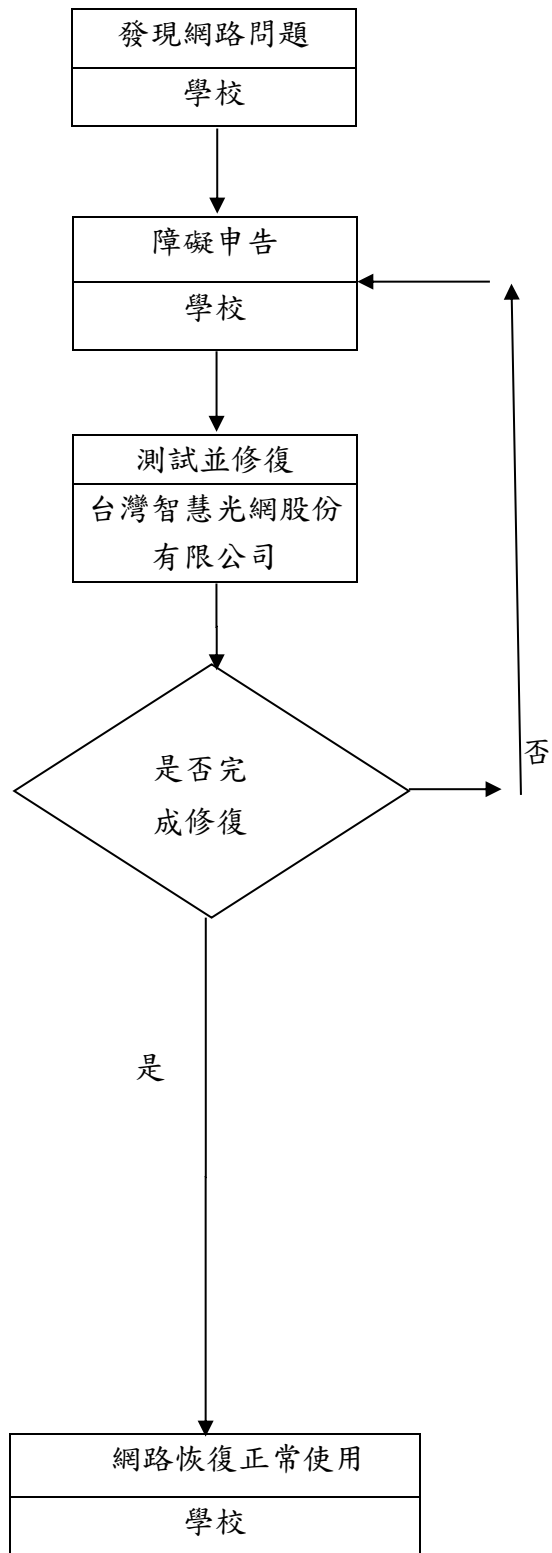 發現網路問題
學校
障礙申告
學校
測試並修復
台灣智慧光網股份
有限公司
是否完
成修復
否
是
網路恢復正常使用
學校